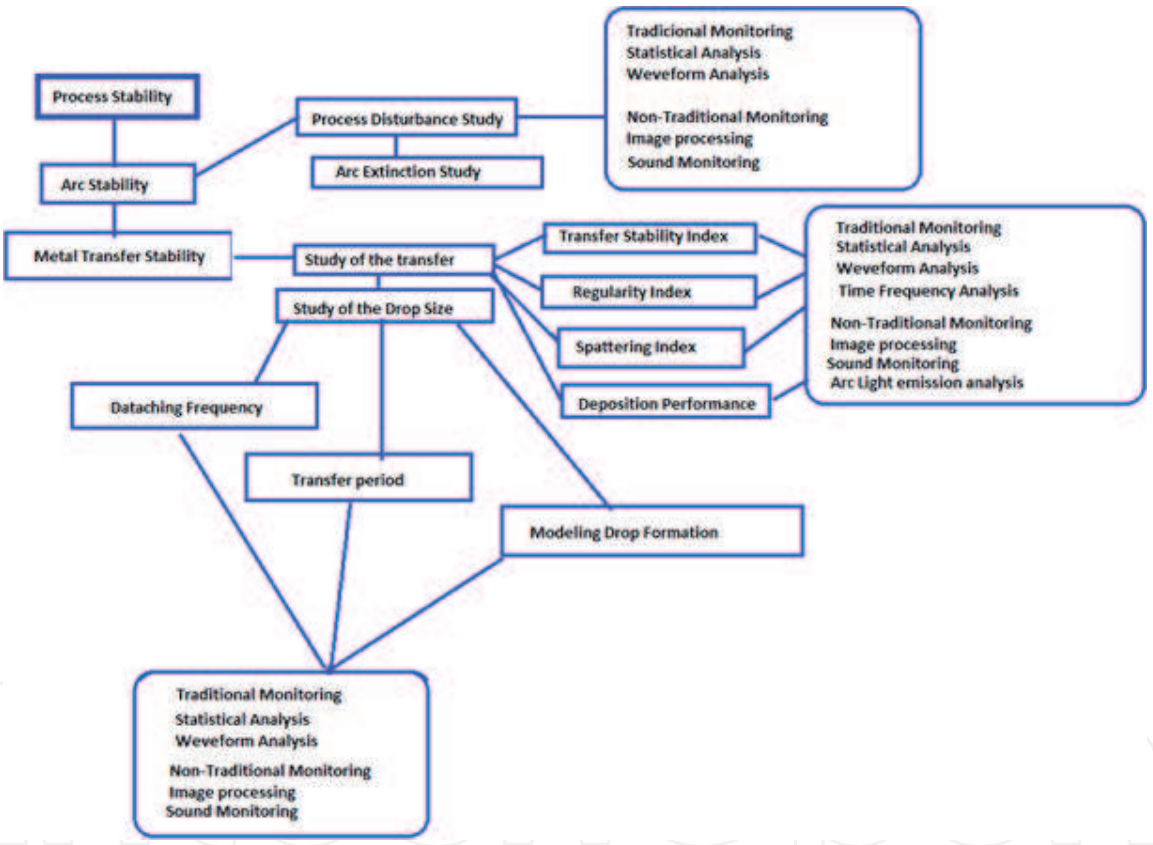 Process Stability
Arc Stability
Metal Transfer Stability
Process Disturbance Study
Arc Extinction Study
Tradicional Monitoring
Statistical Analysis
Weveform Analysis
Non-Traditional Monitoring
Image processing
Sound Monitoring
Study of the transfer
Study of the Drop Size
Transfer Stability Index
Regularity Index
Spattering Index
Deposition Performance
Traditional Monitoring
Statistical Analysis
Weveform Analysis
Time Frequency Analysis
Non-Traditional Monitoring
Image processing
Sound Monitoring
Arc Light emission analysis
Dataching Frequency
Transfer period
Modeling Drop Formation
Traditional Monitoring
Statistical Analysis
Weveform Analysis
Non-Traditional Monitoring
Image processing
Sound Monitoring